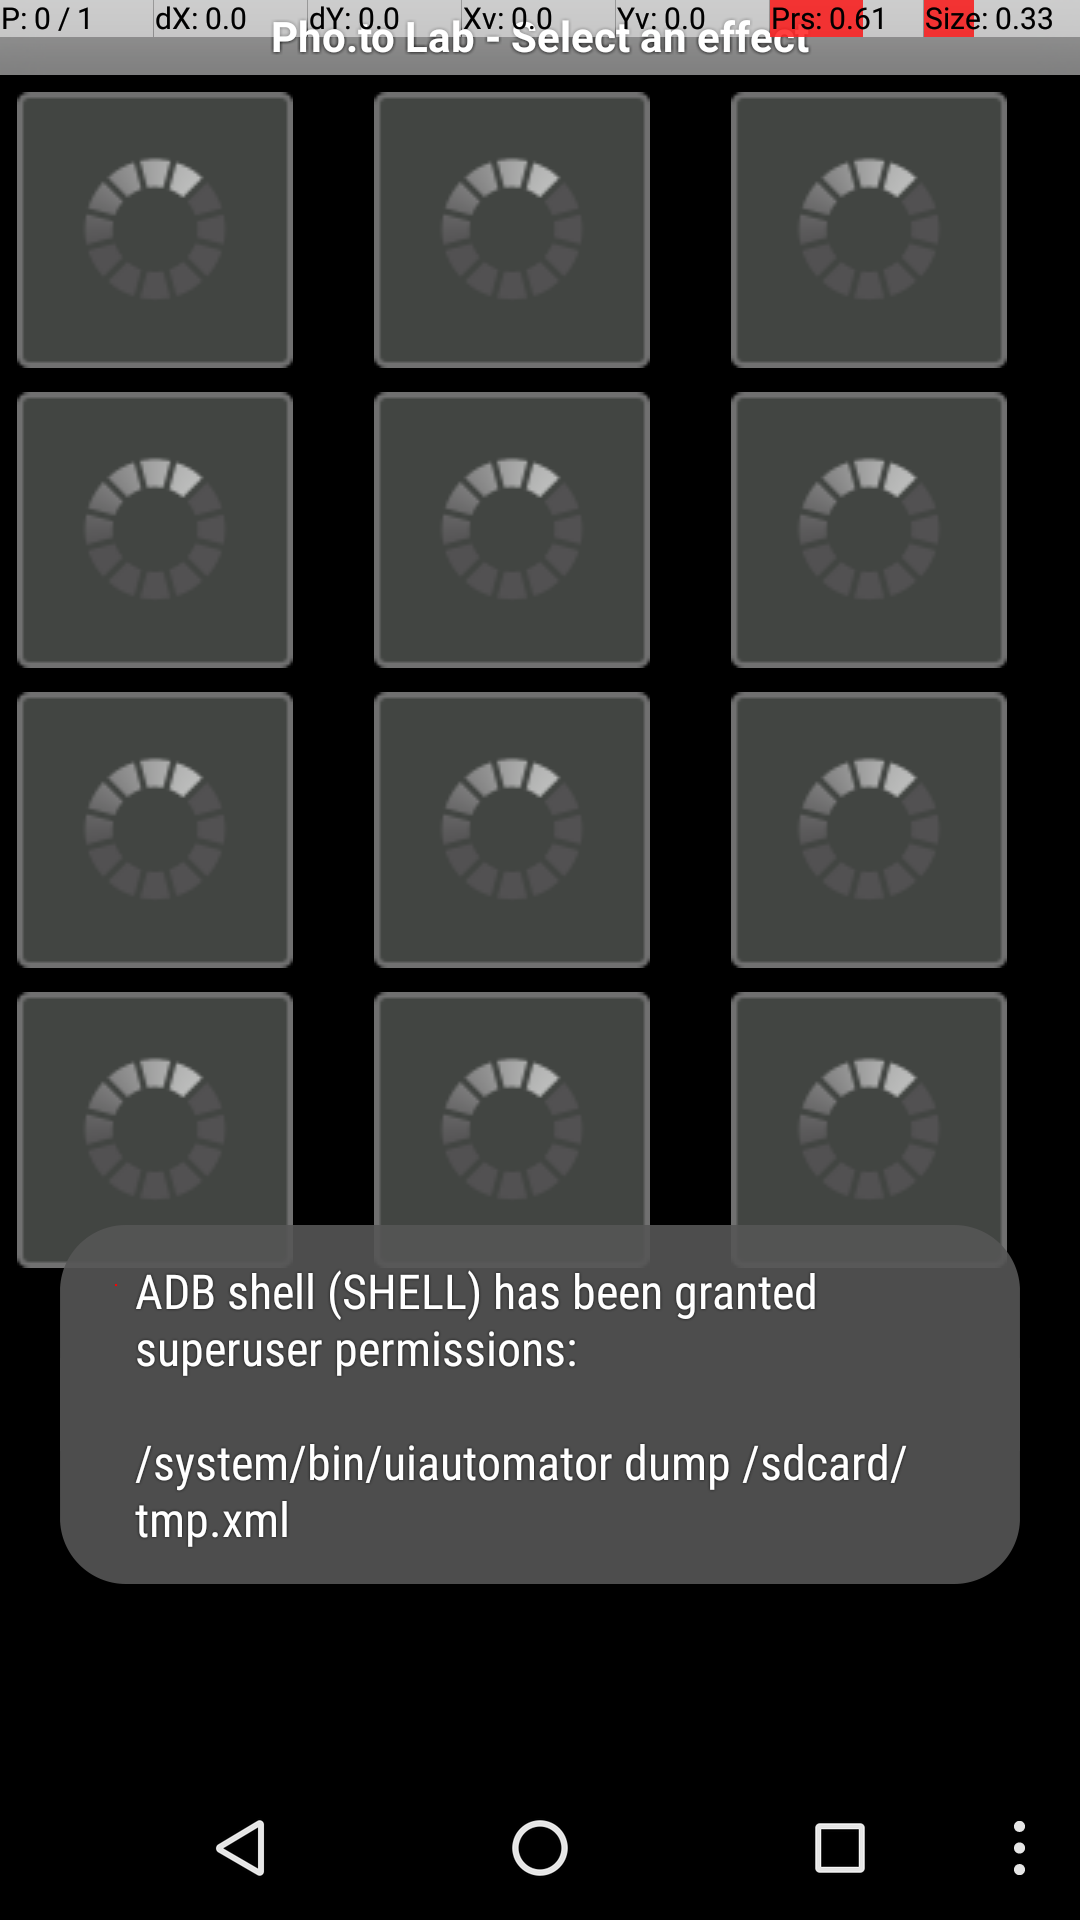 P: 0 / 1 dX: 0.0 dY: 0.0 Xv: 0.0 Yv: 0.0 Prs: 0.61 Size: 0.33
Pho.to Lab - Select an effect
ADB shell (SHELL) has been granted
superuser permissions:
/system/bin/uiautomator dump /sdcard/
tmp.xml